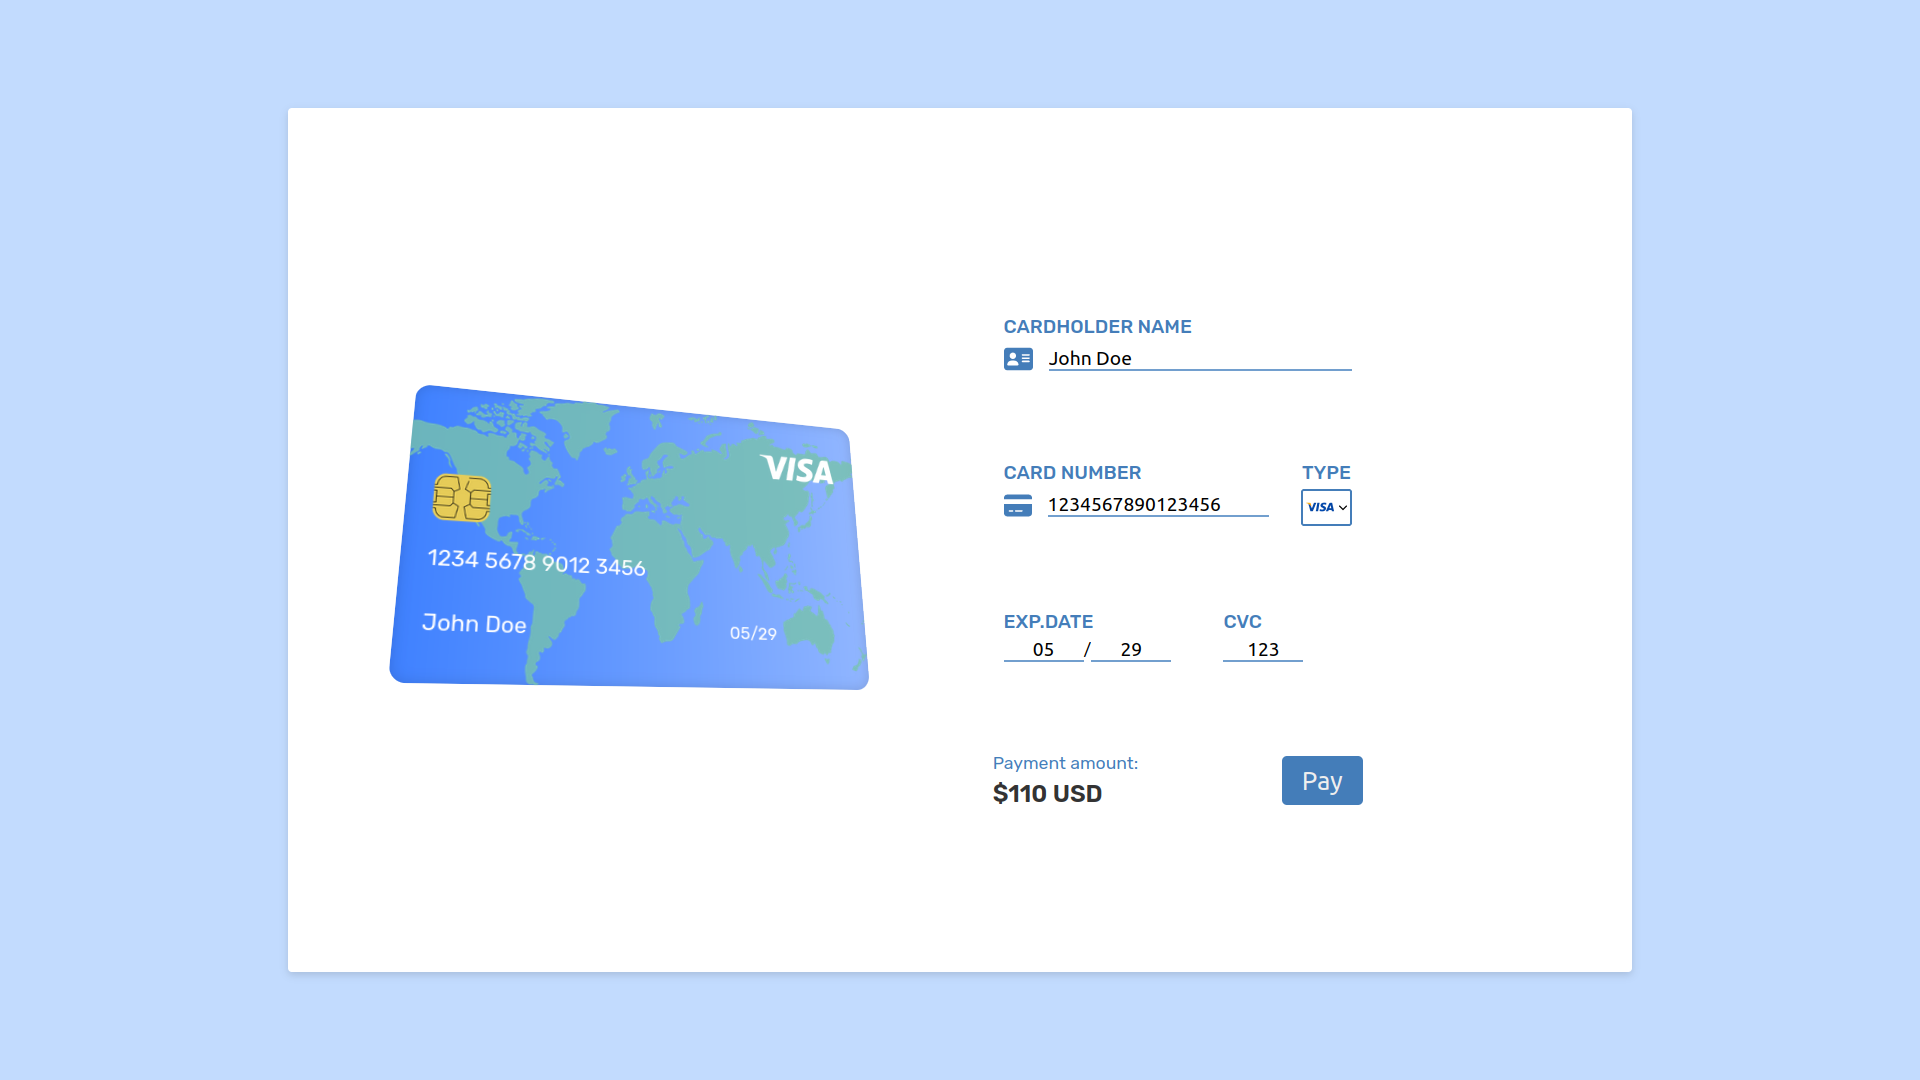 VISA
1234 5678 9012 3456
John Doe
05/29
CARDHOLDER NAME
John Doe
CARD NUMBER
TYPE
1234567890123456
VISA
EXP.DATE
CVC
05 / 29
123
Payment amount:
$110 USD
Pay